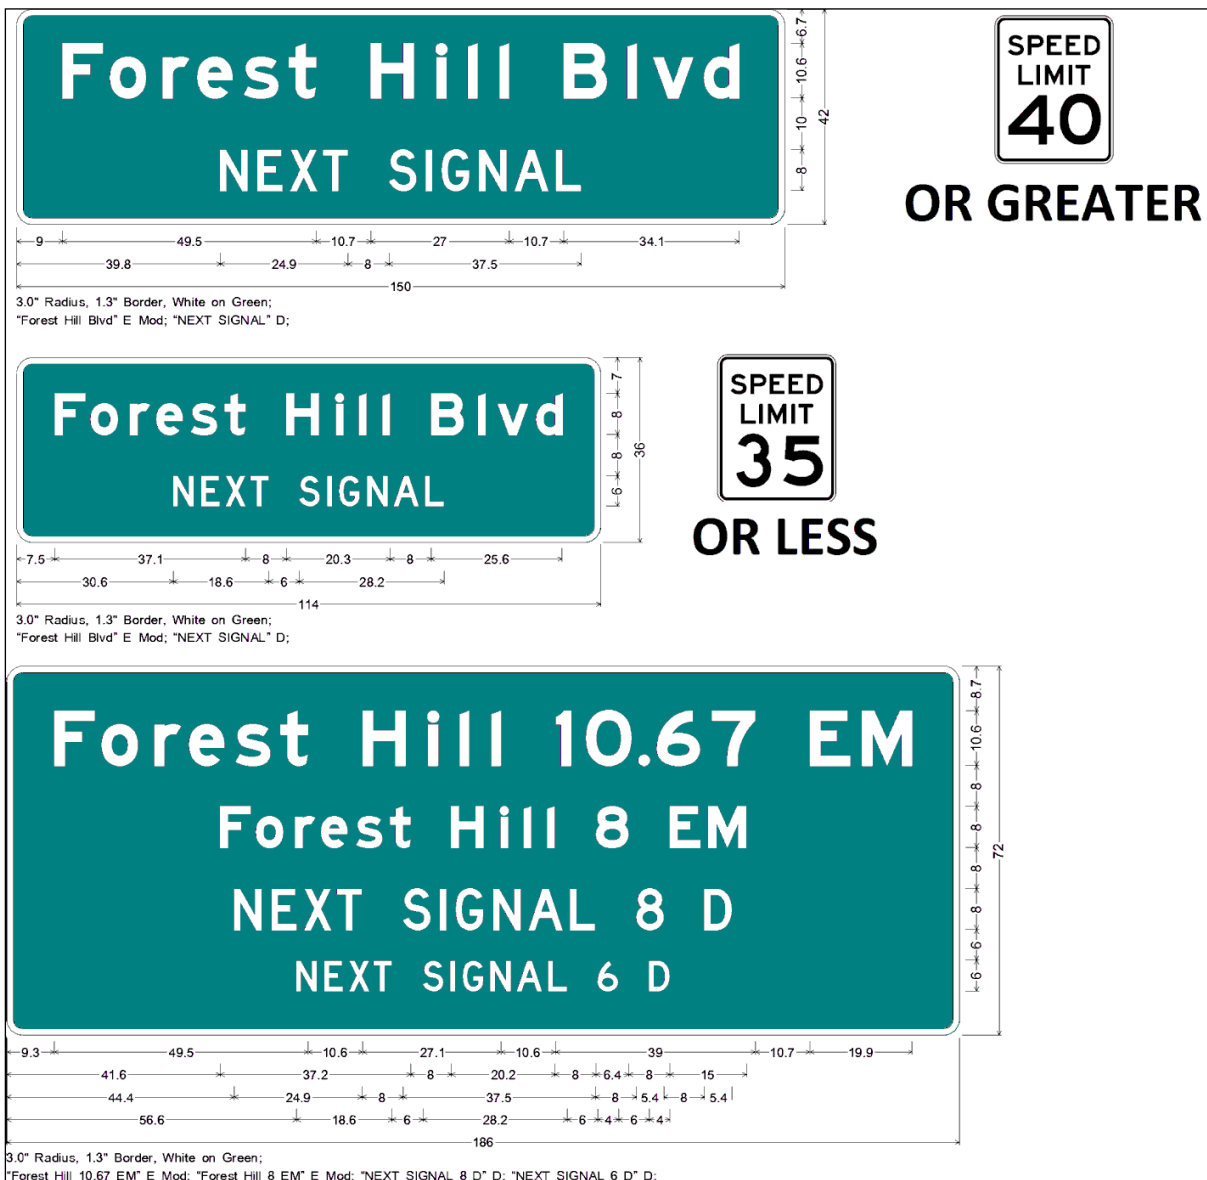 Forest Hill Blvd
NEXT SIGNAL
6.7
10.6
10
8
42
SPEED
LIMIT
40
OR GREATER
9 49.5 10.7 27 10.7 34.1
39.8 24.9 8 37.5
150
3.0" Radius, 1.3" Border, White on Green;
"Forest Hill Blvd" E Mod; "NEXT SIGNAL" D;
Forest Hill Blvd
NEXT SIGNAL
7
8
8
6
36
SPEED
LIMIT
35
OR LESS
7.5 37.1 8 20.3 8 25.6
30.6 18.6 6 28.2
114
3.0" Radius, 1.3" Border, White on Green;
"Forest Hill Blvd" E Mod; "NEXT SIGNAL" D;
Forest Hill 10.67 EM
Forest Hill 8 EM
NEXT SIGNAL 8 D
NEXT SIGNAL 6 D
8.7
10.6
8
8
8
8
6
6
72
9.3 49.5 10.6 27.1 10.6 39 10.7 19.9
41.6 37.2 8 20.2 8 6.4 8 15
44.4 24.9 8 37.5 8 5.4 8 5.4
56.6 18.6 6 28.2 6 4 6 4
186
3.0" Radius, 1.3" Border, White on Green;
"Forest Hill 10.67 EM" E Mod; "Forest Hill 8 EM" E Mod; "NEXT SIGNAL 8 D" D; "NEXT SIGNAL 6 D" D;